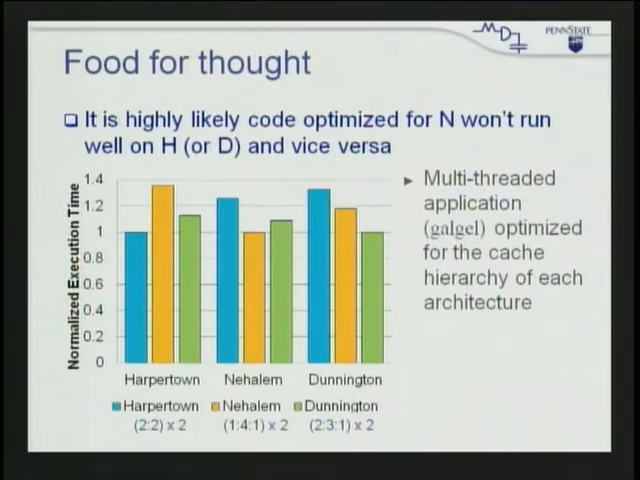 PENNSTATE
Food for thought
It is highly likely code optimized for N won't run
well on H (or D) and vice versa
Multi-threaded
application
(galgel) optimized
for the cache
hierarchy of each
architecture
Normalized Execution Time
1.4
1.2
1
0.8
0.6
0.4
0.2
0
Harpertown Nehalem Dunnington
Harpertown Nehalem Dunnington
(2:2) x 2 (1:4:1) x 2 (2:3:1) x 2